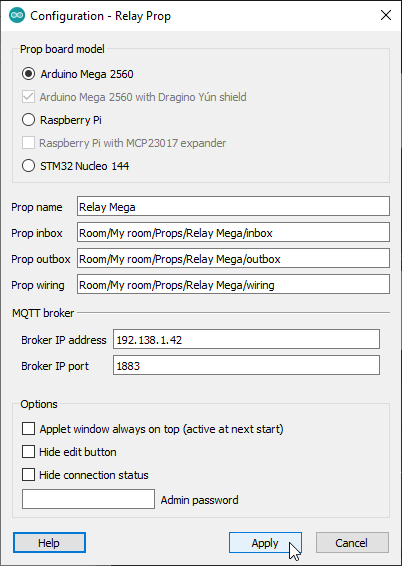 Configuration - Relay Prop
Prop board model
Arduino Mega 2560
Arduino Mega 2560 with Dragino Yún shield
Raspberry Pi
Raspberry Pi with MCP23017 expander
STM32 Nucleo 144
Prop name Relay Mega
Prop inbox Room/My room/Props/Relay Mega/inbox
Prop outbox Room/My room/Props/Relay Mega/outbox
Prop wiring Room/My room/Props/Relay Mega/wiring
MQTT broker
Broker IP address 192.138.1.42
Broker IP port 1883
Options
Applet window always on top (active at next start)
Hide edit button
Hide connection status
Admin password
Help Apply Cancel